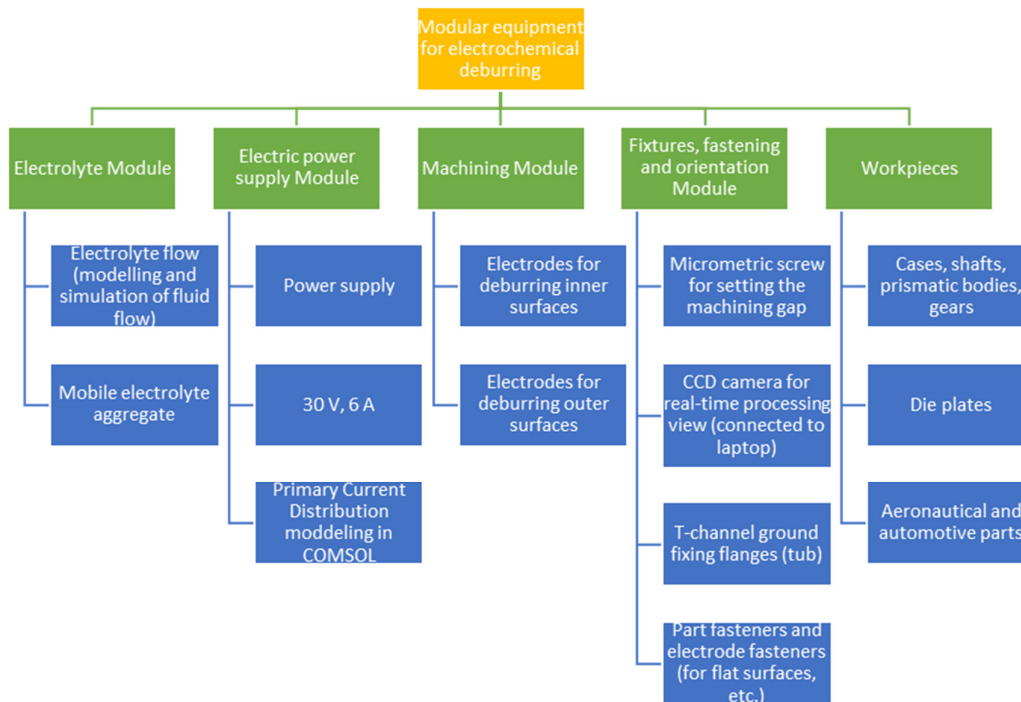 Modular equipment
for electrochemical
deburring
Electrolyte Module
Electric power
supply Module
Machining Module
Fixtures, fastening
and orientation
Module
Workpieces
Electrolyte flow
(modelling and
simulation of fluid
flow)
Mobile electrolyte
aggregate
Power supply
30 V, 6 A
Primary Current
Distribution
moddeling in
COMSOL
Electrodes for
deburring inner
surfaces
Electrodes for
deburring outer
surfaces
Micrometric screw
for setting the
machining gap
CCD camera for
real-time processing
view (connected to
laptop)
T-channel ground
fixing flanges (tub)
Part fasteners and
electrode fasteners
(for flat surfaces,
etc.)
Cases, shafts,
prismatic bodies,
gears
Die plates
Aeronautical and
automotive parts